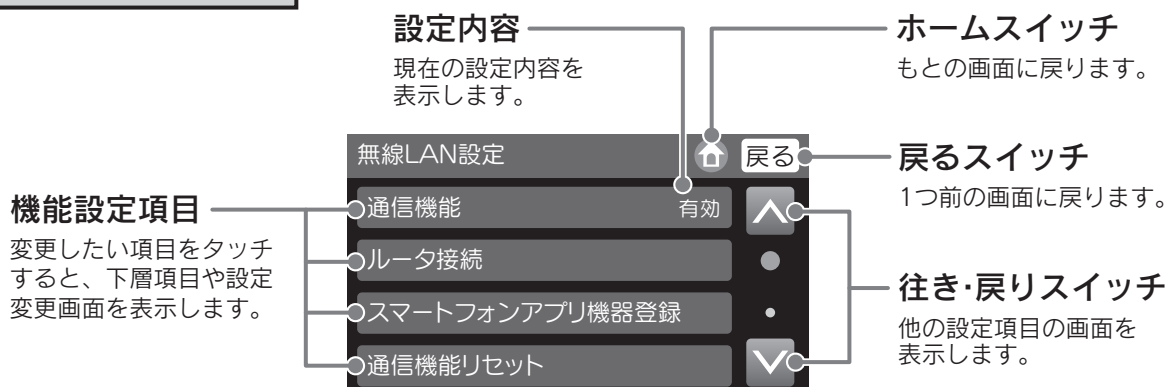 設定内容
現在の設定内容を
表示します。
ホームスイッチ
もとの画面に戻ります。
無線LAN設定
戻る
戻るスイッチ
1つ前の画面に戻ります。
機能設定項目
変更したい項目をタッチ
すると、下層項目や設定
変更画面を表示します。
通信機能 有効
ルータ接続
スマートフォンアプリ機器登録
通信機能リセット
往き・戻りスイッチ
他の設定項目の画面を
表示します。